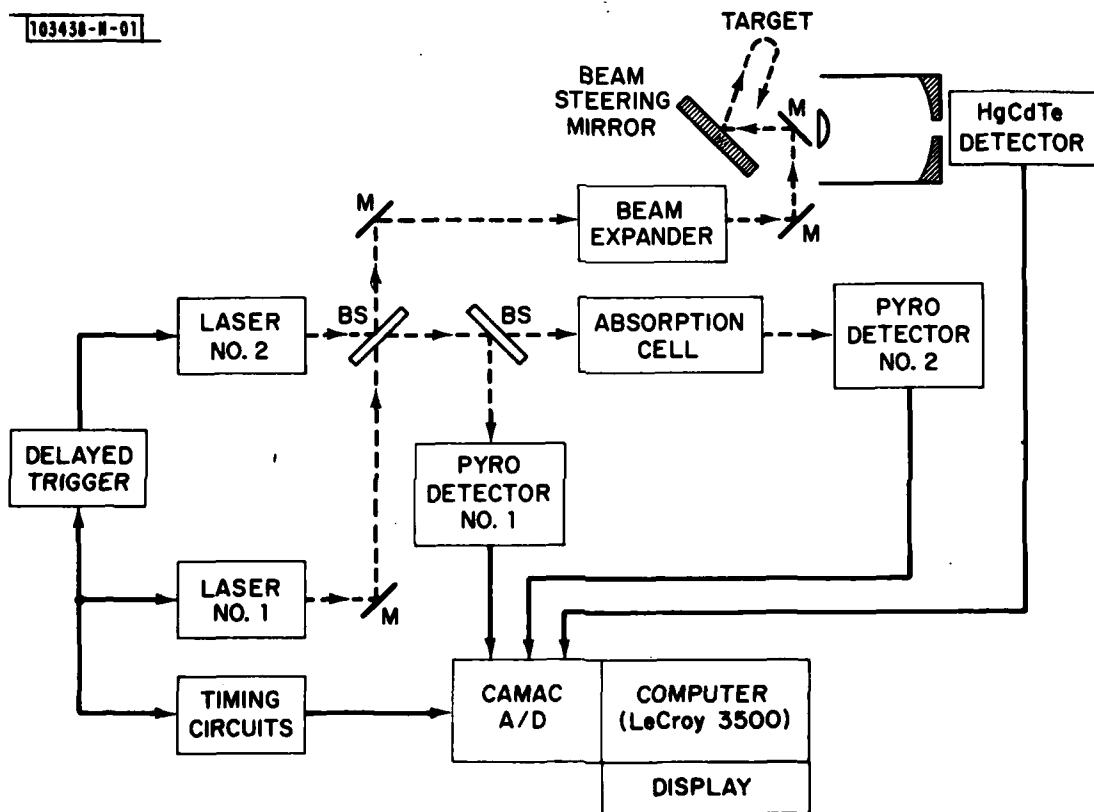 103438-N-01
TARGET
BEAM
STEERING
MIRROR
M
HgCdTe
DETECTOR
M
BEAM
EXPANDER
M
LASER
NO. 2
BS
BS
ABSORPTION
CELL
PYRO
DETECTOR
NO. 2
DELAYED
TRIGGER
PYRO
DETECTOR
NO. 1
LASER
NO. 1
M
TIMING
CIRCUITS
CAMAC
A/D
COMPUTER
(LeCroy 3500)
DISPLAY